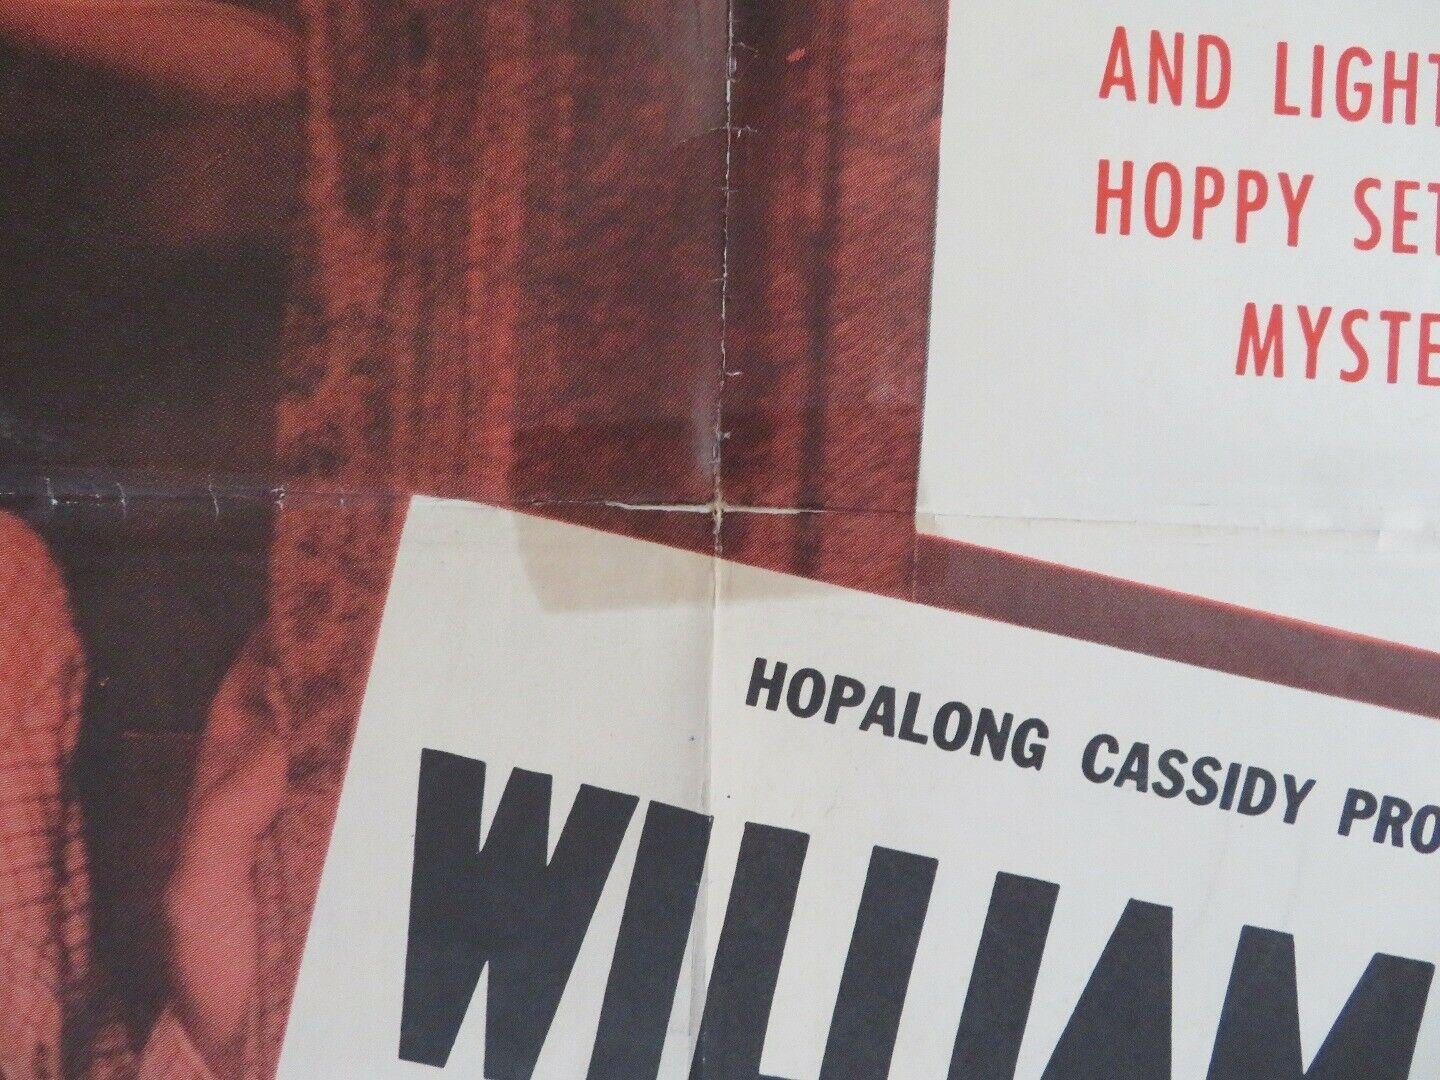 AND LIGHT
HOPPY SET
MYSTE
HOPALONG CASSIDY PRO
WILLIAM